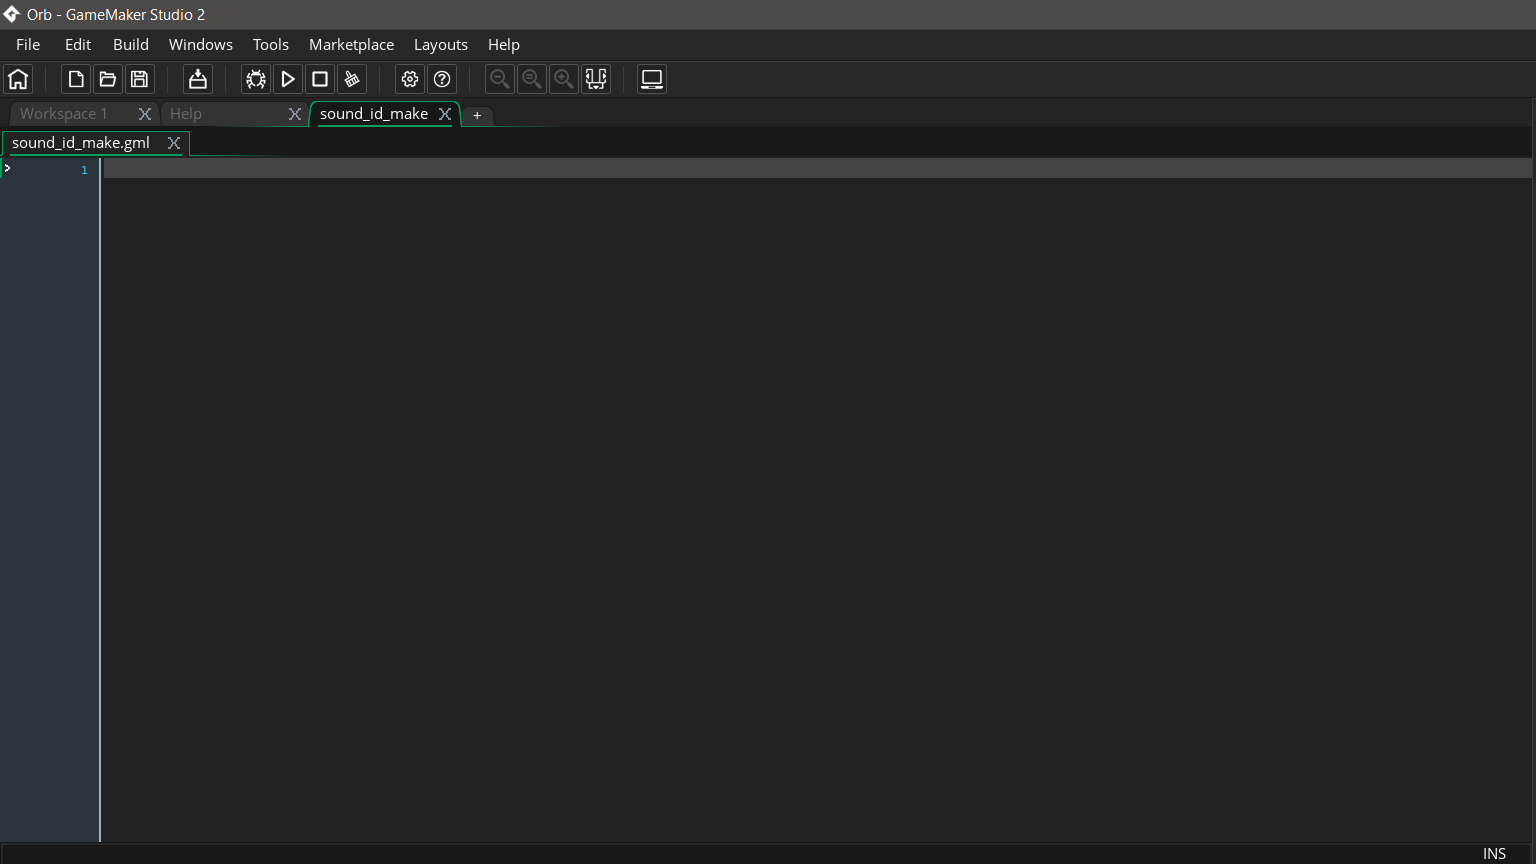 Orb - GameMaker Studio 2
File Edit Build Windows Tools Marketplace Layouts Help
Workspace 1 Help sound_id_make +
sound_id_make.gml
1
INS